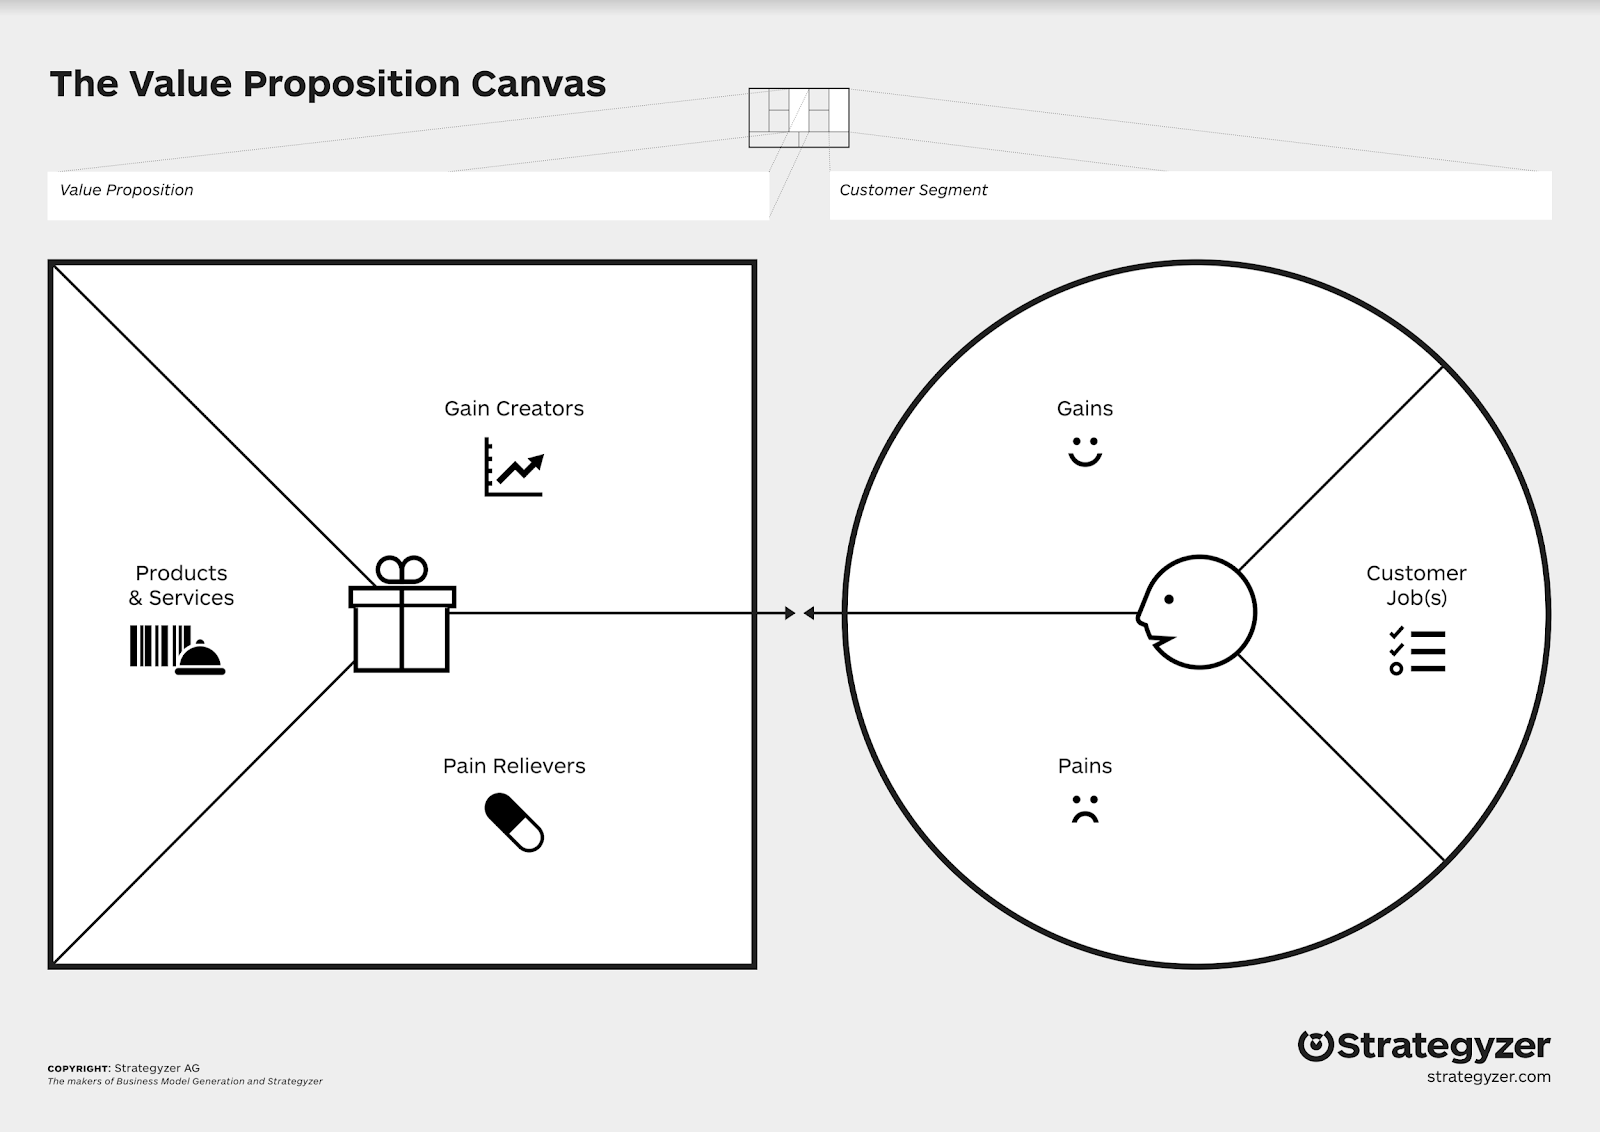 The Value Proposition Canvas
Value Proposition
Customer Segment
Gain Creators
Gains
Products
& Services
Customer
Job(s)
Pain Relievers
Pains
Strategyzer
COPYRIGHT: Strategyzer AG
The makers of Business Model Generation and Strategyzer
strategyzer.com